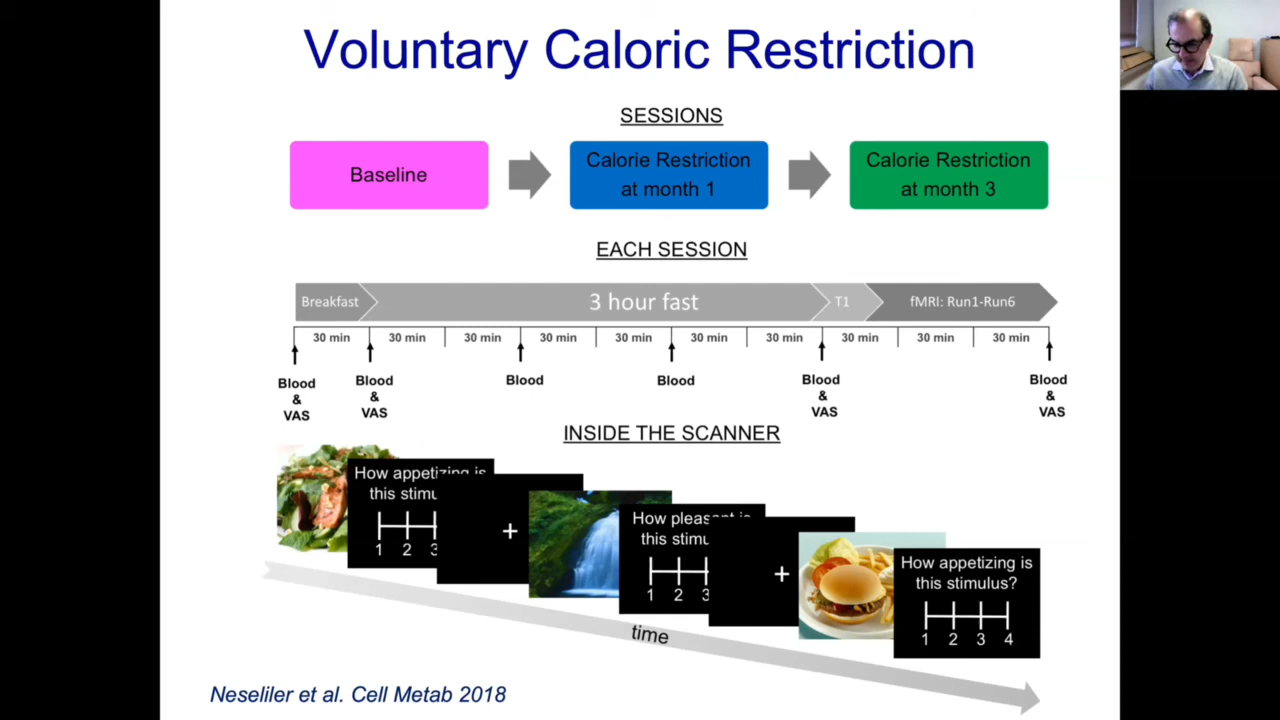 Voluntary Caloric Restriction
SESSIONS
Baseline
Calorie Restriction
at month 1
Calorie Restriction
at month 3
EACH SESSION
Breakfast
3 hour fast
T1
fMRI: Run1-Run6
30 min
30 min
30 min
30 min
30 min
30 min
30 min
30 min
30 min
30 min
Blood
&
VAS
Blood
&
VAS
Blood
Blood
Blood
&
VAS
Blood
&
VAS
INSIDE THE SCANNER
How appetizing is
this stimu
1 2 3
+
How pleasant is
this stimu
1 2 3
+
How appetizing is
this stimulus?
1 2 3 4
time
Neseliler et al. Cell Metab 2018